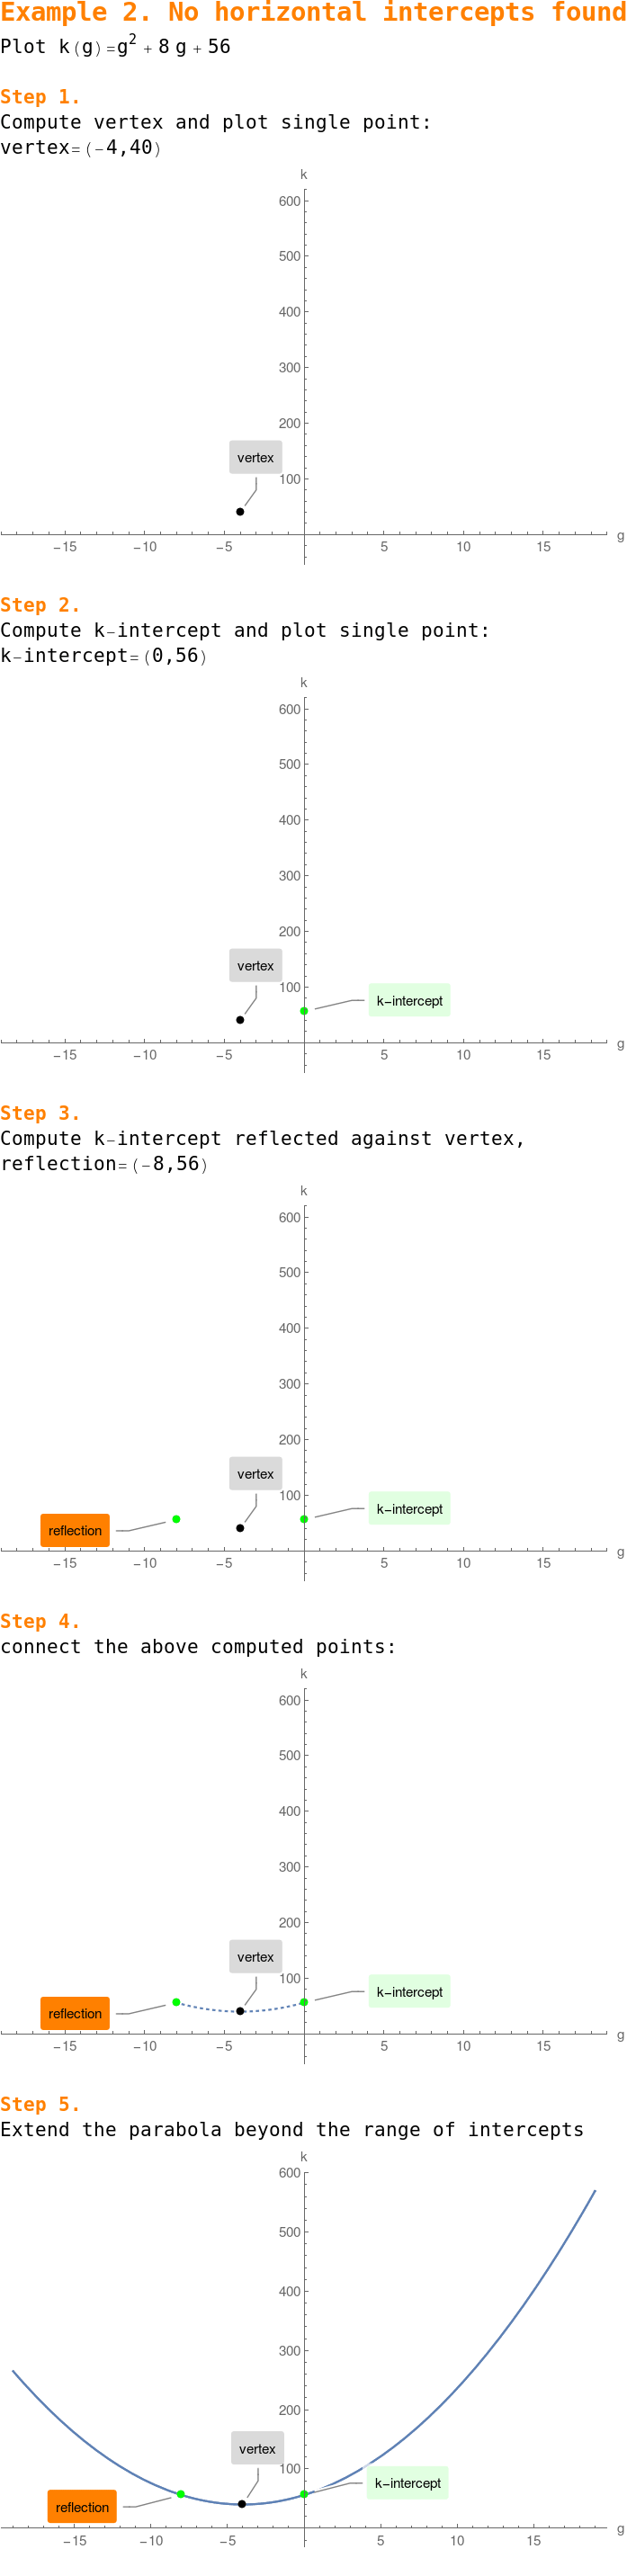 Example 2. No horizontal intercepts found
Plot k(g)=g² + 8 g + 56
Step 1.
Compute vertex and plot single point:
vertex=(-4,40)
k
600
500
400
300
200
vertex
100
g
-15 -10 -5 5 10 15
Step 2.
Compute k-intercept and plot single point:
k-intercept=(0,56)
k
600
500
400
300
200
vertex
100
k-intercept
g
-15 -10 -5 5 10 15
Step 3.
Compute k-intercept reflected against vertex,
reflection=(-8,56)
k
600
500
400
300
200
vertex
100
k-intercept
reflection
g
-15 -10 -5 5 10 15
Step 4.
connect the above computed points:
k
600
500
400
300
200
vertex
100
k-intercept
reflection
g
-15 -10 -5 5 10 15
Step 5.
Extend the parabola beyond the range of intercepts
k
600
500
400
300
200
vertex
100
k-intercept
reflection
g
-15 -10 -5 5 10 15